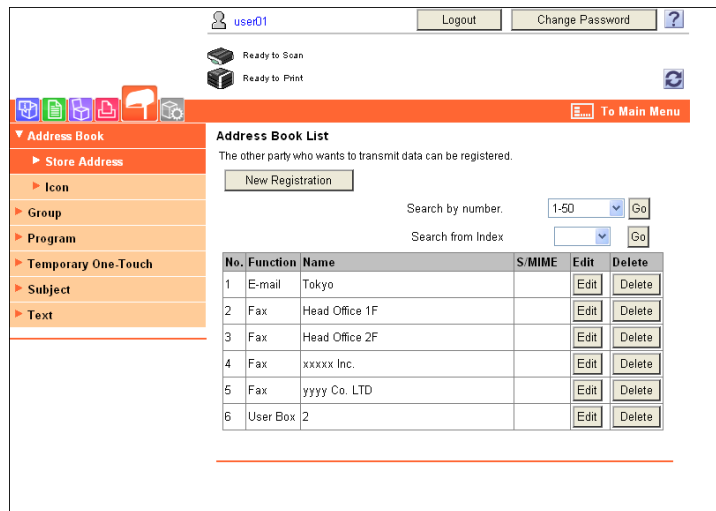 user01 Logout Change Password ?
Ready to Scan
Ready to Print
To Main Menu
Address Book
Store Address
Icon
Group
Program
Temporary One-Touch
Subject
Text
Address Book List
The other party who wants to transmit data can be registered.
New Registration
Search by number. 1-50 Go
Search from Index Go
No. Function Name S/MIME Edit Delete
1 E-mail Tokyo Edit Delete
2 Fax Head Office 1F Edit Delete
3 Fax Head Office 2F Edit Delete
4 Fax xxxxx Inc. Edit Delete
5 Fax yyyy Co. LTD Edit Delete
6 User Box 2 Edit Delete